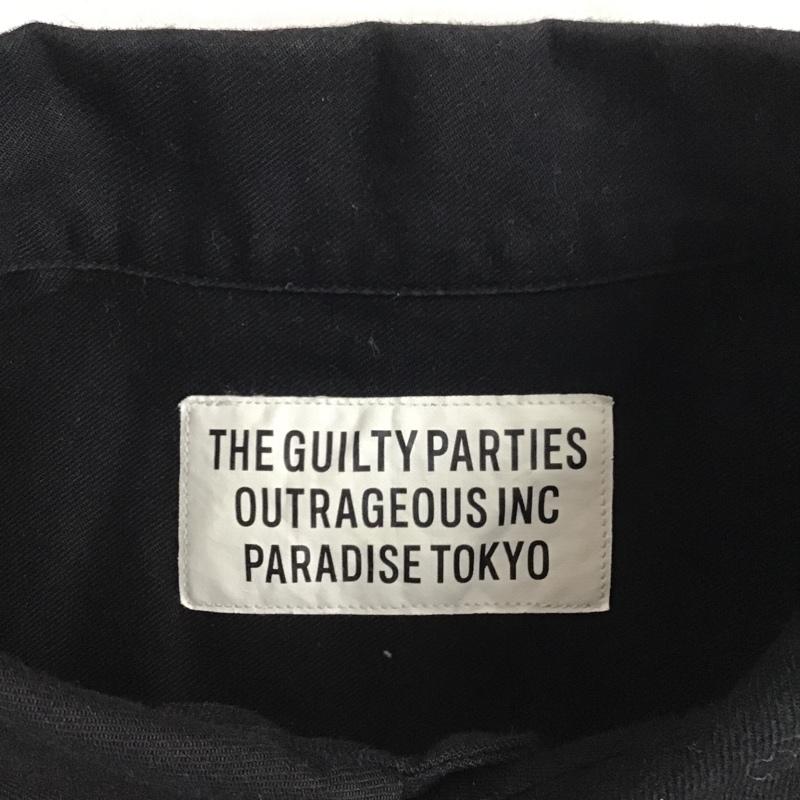 THE GUILTY PARTIES
OUTRAGEOUS INC
PARADISE TOKYO